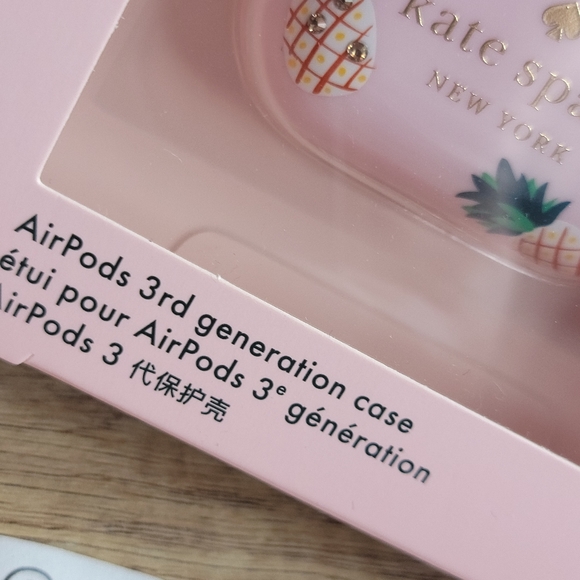 kate spa
NEW YORK
AirPods 3rd generation case
étui pour AirPods 3ᵉ génération
AirPods 3 代保护壳